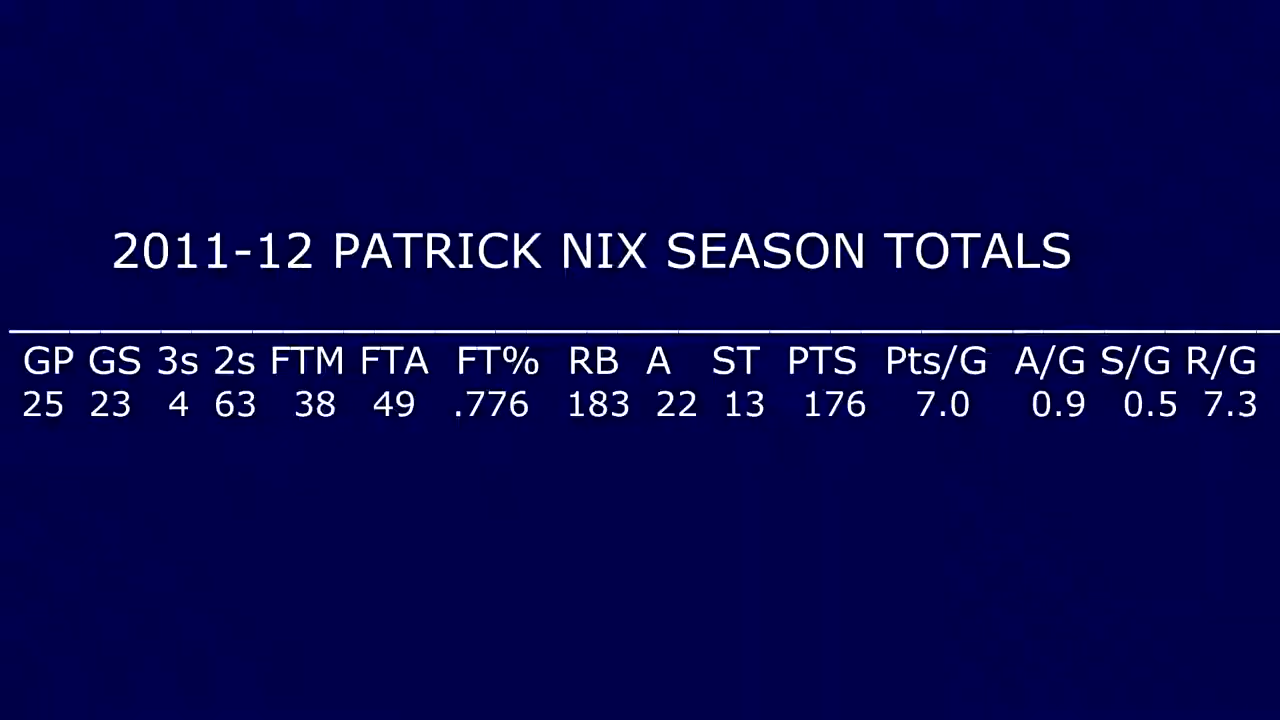 2011-12 PATRICK NIX SEASON TOTALS
GP GS 3s 2s FTM FTA FT% RB A ST PTS Pts/G A/G S/G R/G
25 23 4 63 38 49 .776 183 22 13 176 7.0 0.9 0.5 7.3